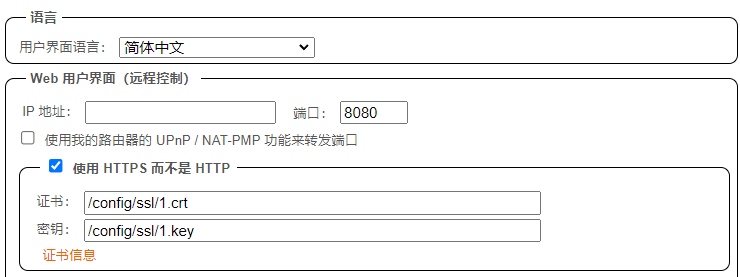 语言
用户界面语言： 简体中文
Web 用户界面（远程控制）
IP 地址： 端口： 8080
使用我的路由器的 UPnP / NAT-PMP 功能来转发端口
使用 HTTPS 而不是 HTTP
证书： /config/ssl/1.crt
密钥： /config/ssl/1.key
证书信息